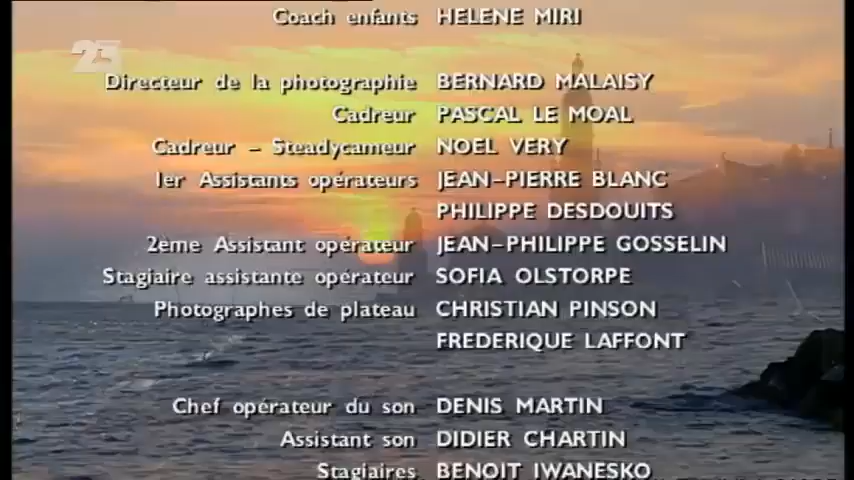 Coach enfants HELENE MIRI
23
Directeur de la photographie BERNARD MALAISY
Cadreur PASCAL LE MOAL
Cadreur - Steadycameur NOEL VERY
1er Assistants opérateurs JEAN-PIERRE BLANC
PHILIPPE DESDOUITS
2eme Assistant opérateur JEAN-PHILIPPE GOSSELIN
Stagiaire assistante opérateur SOFIA OLSTORPE
Photographes de plateau CHRISTIAN PINSON
FREDERIQUE LAFFONT
Chef opérateur du son DENIS MARTIN
Assistant son DIDIER CHARTIN
Stagiaires BENOIT IWANESKO